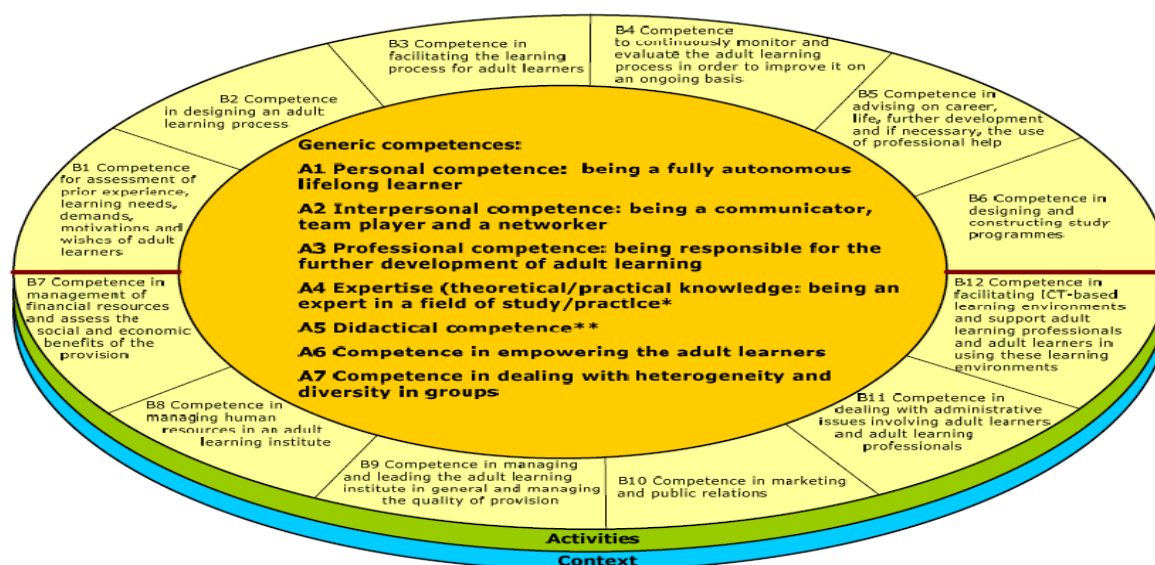 Generic competences:
A1 Personal competence:  being a fully autonomous
lifelong learner
A2 Interpersonal competence: being a communicator,
team player and a networker
A3 Professional competence: being responsible for the
further development of adult learning
A4 Expertise (theoretical/practical knowledge: being an
expert in a field of study/practice*
A5 Didactical competence**
A6 Competence in empowering the adult learners
A7 Competence in dealing with heterogeneity and
diversity in groups
B1 Competence
for assessment of
prior experience,
learning needs,
demands,
motivations and
wishes of adult
learners
B2 Competence
in designing an adult
learning process
B3 Competence in
facilitating the learning
process for adult learners
B4 Competence
to continuously monitor and
evaluate the adult learning
process in order to improve it on
an ongoing basis
B5 Competence in
advising on career,
life, further development
and if necessary, the use
of professional help
B6 Competence in
designing and
constructing study
programmes
B7 Competence in
management of
financial resources
and assess the
social and economic
benefits of the
provision
B8 Competence in
managing human
resources in an adult
learning institute
B9 Competence in managing
and leading the adult learning
institute in general and managing
the quality of provision
B10 Competence in marketing
and public relations
B11 Competence in
dealing with administrative
issues involving adult learners
and adult learning
professionals
B12 Competence in
facilitating ICT-based
learning environments
and support adult
learning professionals
and adult learners in
using these learning
environments
Activities
Context